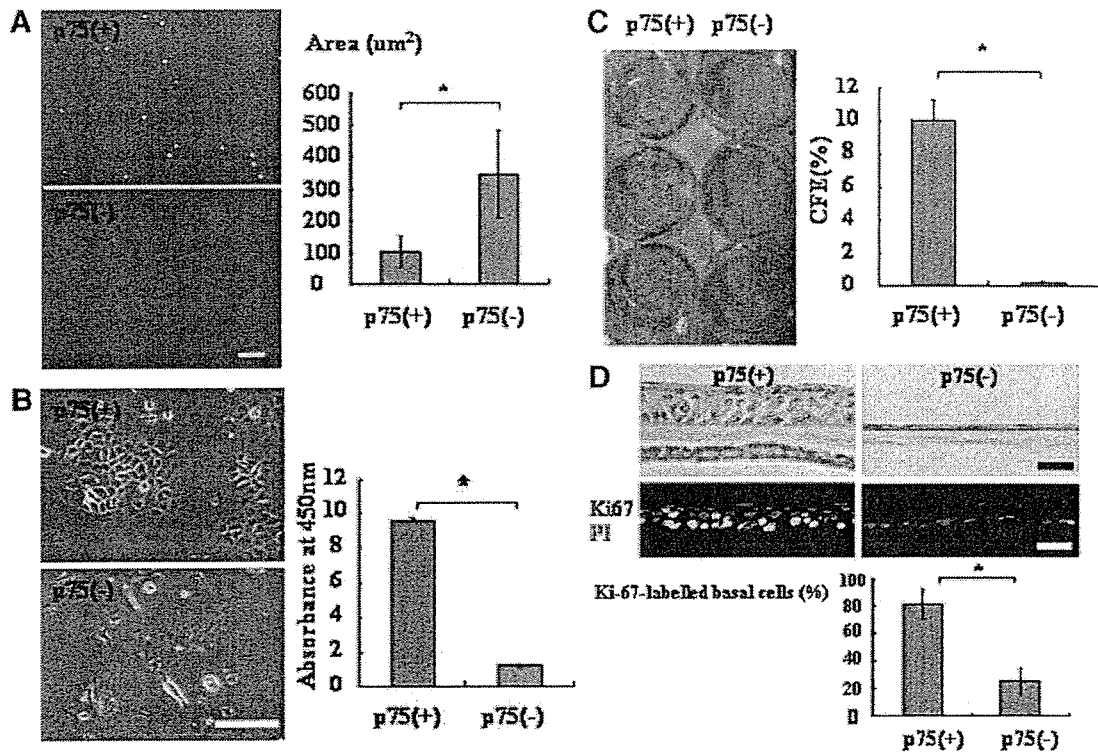 A
p75(+)
p75(-)
Area (um²)
*
600
500
400
300
200
100
0
p75(+) p75(-)
B
p75(+)
p75(-)
Absorbance at 450nm
*
12
10
8
6
4
2
0
p75(+) p75(-)
C
p75(+) p75(-)
CFE(%)
*
12
10
8
6
4
2
0
p75(+) p75(-)
D
p75(+) p75(-)
Ki67
PI
Ki-67-labelled basal cells (%)
*
100
80
60
40
20
0
p75(+) p75(-)